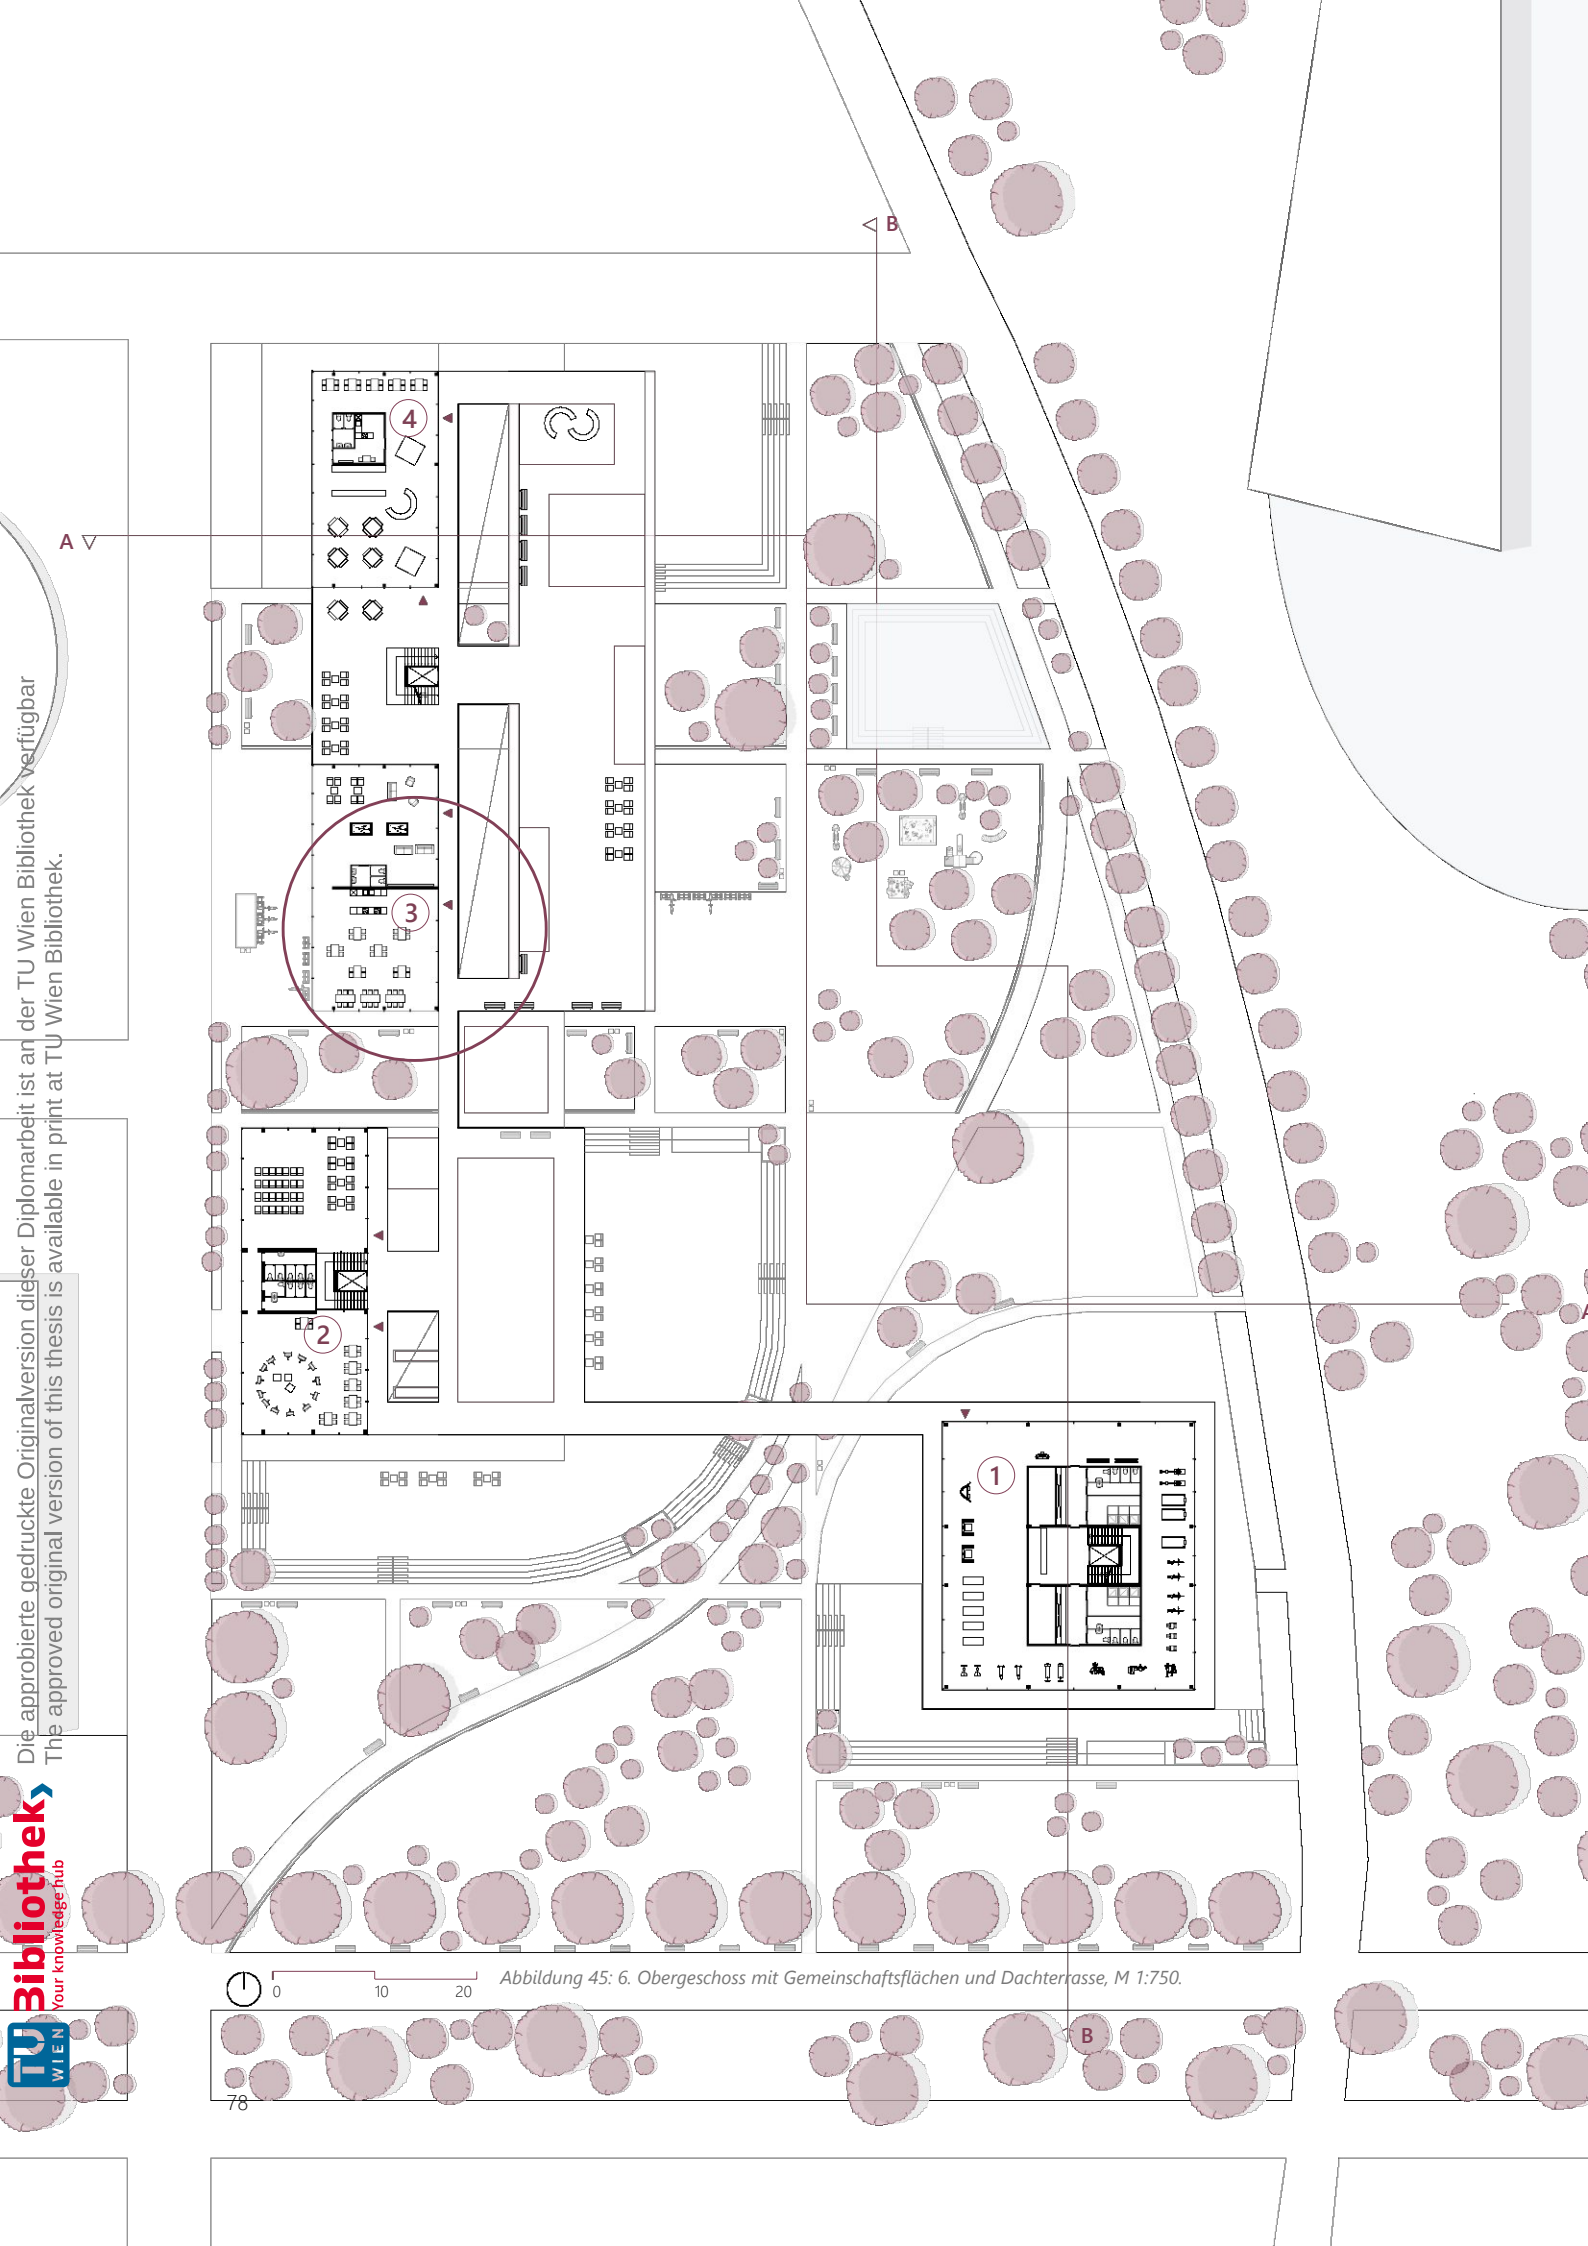 B
4
A
3
2
1
A
Abbildung 45: 6. Obergeschoss mit Gemeinschaftsflächen und Dachterrasse, M 1:750.
0 10 20
B
78
Die approbierte gedruckte Originalversion dieser Diplomarbeit ist an der TU Wien Bibliothek verfügbar
The approved original version of this thesis is available in print at TU Wien Bibliothek.
Bibliothek
Your knowledge hub
TU
WIEN